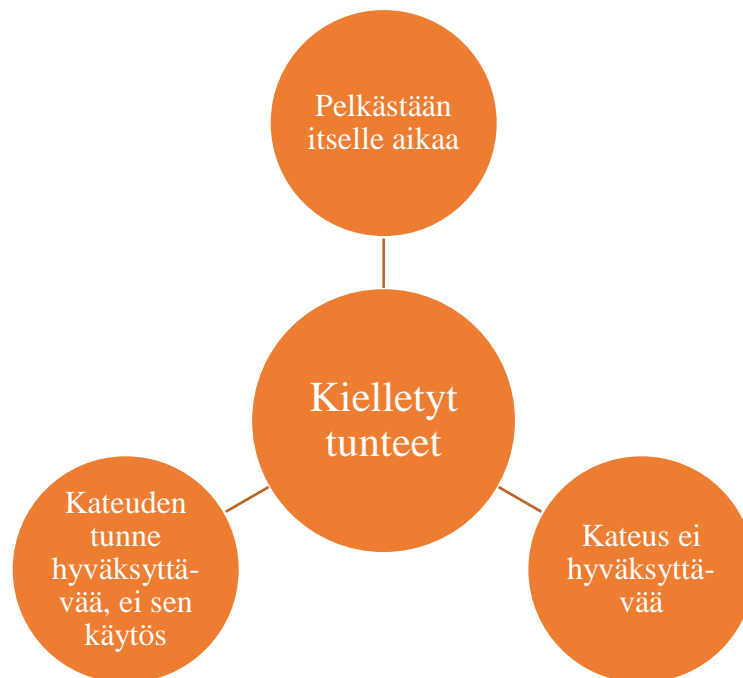 Pelkästään
itselle aikaa
Kielletyt
tunteet
Kateuden
tunne
hyväksyttä-
vää, ei sen
käytös
Kateus ei
hyväksyttä-
vää